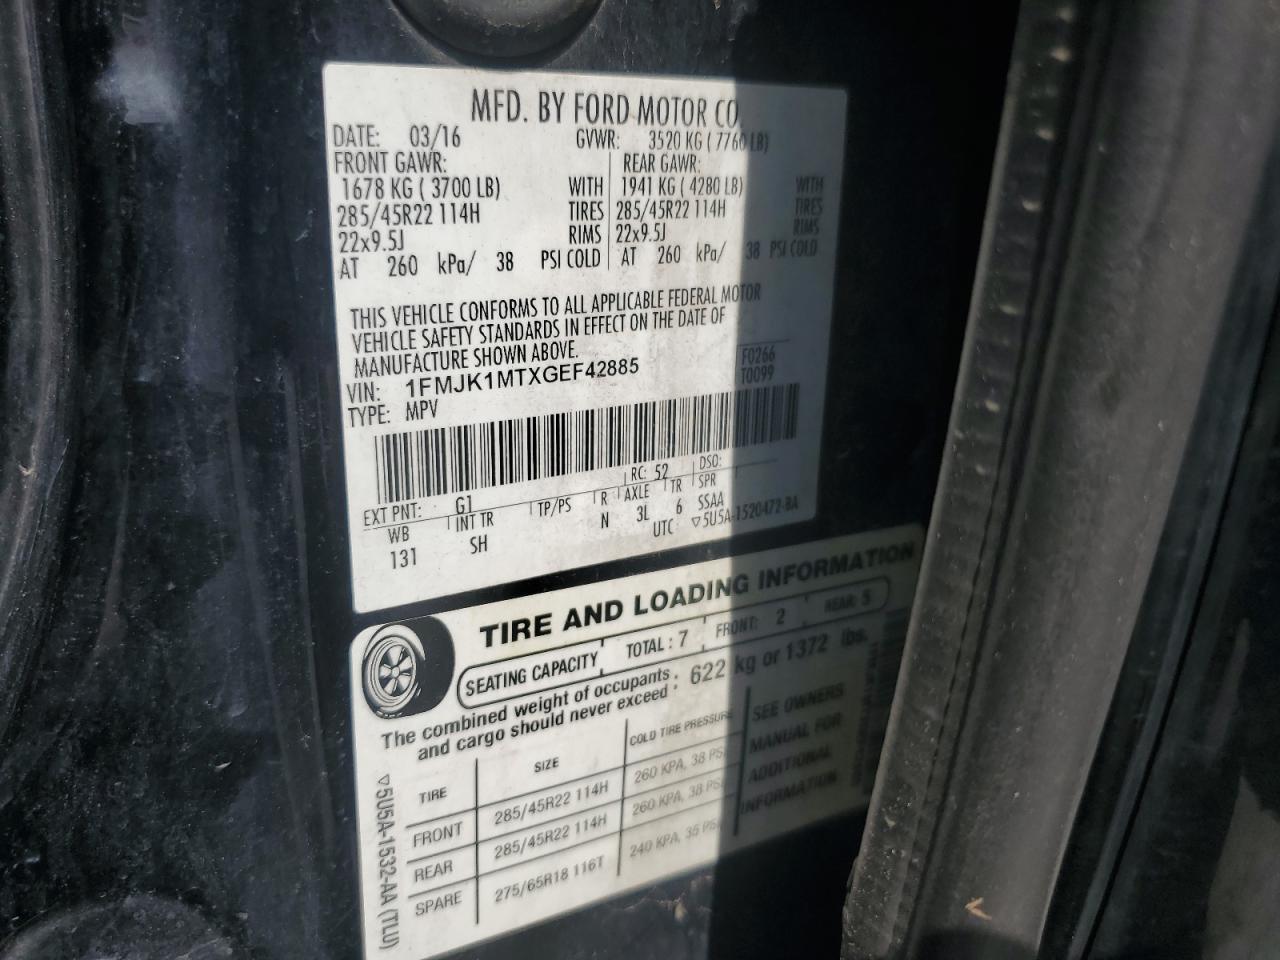 MFD. BY FORD MOTOR CO.
DATE: 03/16 GVWR: 3520 KG ( 7760 LB)
FRONT GAWR: REAR GAWR:
1678 KG ( 3700 LB) WITH 1941 KG ( 4280 LB) WITH
285/45R22 114H TIRES 285/45R22 114H TIRES
22x9.5J RIMS 22x9.5J RIMS
AT 260 kPa/ 38 PSI COLD AT 260 kPa/ 38 PSI COLD
THIS VEHICLE CONFORMS TO ALL APPLICABLE FEDERAL MOTOR
VEHICLE SAFETY STANDARDS IN EFFECT ON THE DATE OF
MANUFACTURE SHOWN ABOVE.
F0266
VIN: 1FMJK1MTXGEF42885
T0099
TYPE: MPV
EXT PNT: G1 RC: 52 DSO:
WB INT TR TP/PS R AXLE TR SPR
131 SH N 3L 6 SSAA
UTC ▽5U5A-1520472-BA
TIRE AND LOADING INFORMATION
SEATING CAPACITY TOTAL : 7 FRONT: 2 REAR: 5
The combined weight of occupants
and cargo should never exceed : 622 kg or 1372 lbs.
TIRE SIZE COLD TIRE PRESSURE
FRONT 285/45R22 114H 260 KPA, 38 PSI
REAR 285/45R22 114H 260 KPA, 38 PSI
SPARE 275/65R18 116T 240 KPA, 35 PSI
SEE OWNERS
MANUAL FOR
ADDITIONAL
INFORMATION
▽5U5A-1532-AA (TLU)